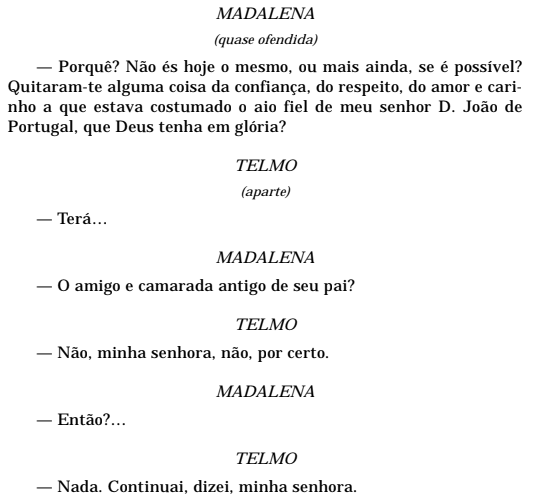 MADALENA
(quase ofendida)
— Porquê? Não és hoje o mesmo, ou mais ainda, se é possível?
Quitaram-te alguma coisa da confiança, do respeito, do amor e cari-
nho a que estava costumado o aio fiel de meu senhor D. João de
Portugal, que Deus tenha em glória?
TELMO
(aparte)
— Terá...
MADALENA
— O amigo e camarada antigo de seu pai?
TELMO
— Não, minha senhora, não, por certo.
MADALENA
— Então?...
TELMO
— Nada. Continuai, dizei, minha senhora.